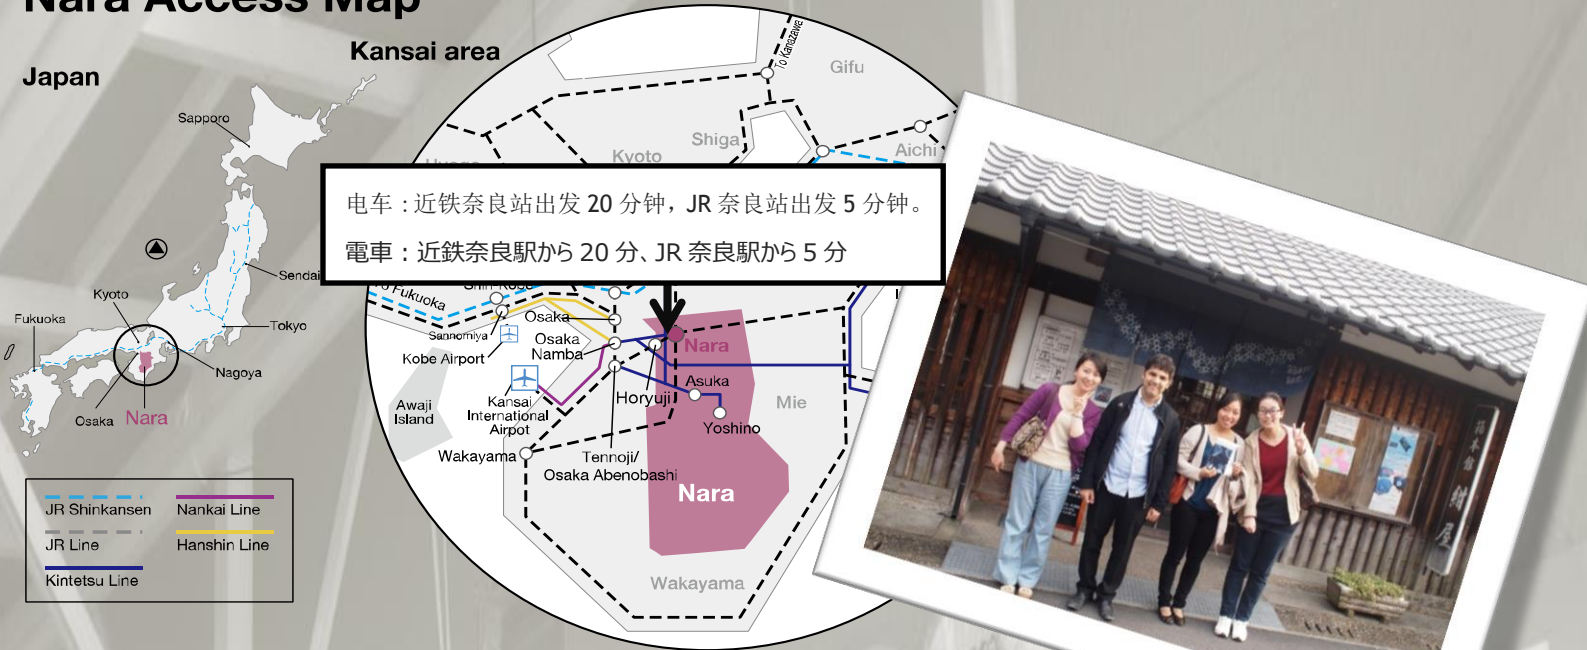 Nara Access Map
Kansai area
Japan
Sapporo
Sendai
Kyoto
Fukuoka
Tokyo
Nagoya
Osaka
Nara
JR Shinkansen
Nankai Line
JR Line
Hanshin Line
Kintetsu Line
To Kanazawa
Gifu
Shiga
Kyoto
Aichi
电车：近铁奈良站出发 20 分钟，JR 奈良站出发 5 分钟。
電車：近鉄奈良駅から 20 分、JR 奈良駅から 5 分
To Fukuoka
Shin-Kobe
Sannomiya
Osaka
Kobe Airport
Osaka
Namba
Nara
Kansai
International
Airpot
Horyuji
Asuka
Mie
Awaji
Island
Yoshino
Wakayama
Tennoji/
Osaka Abenobashi
Nara
Wakayama